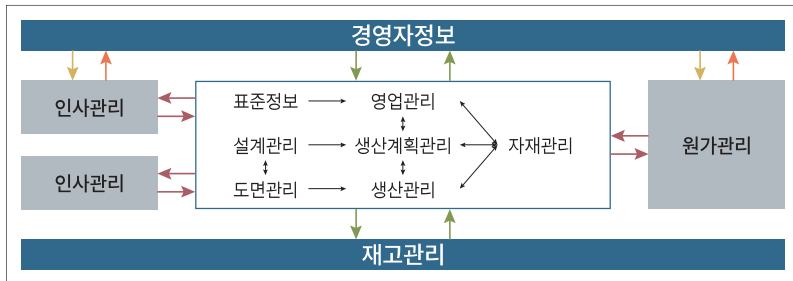 경영자정보
인사관리
인사관리
표준정보
영업관리
설계관리
생산계획관리
자재관리
도면관리
생산관리
원가관리
재고관리